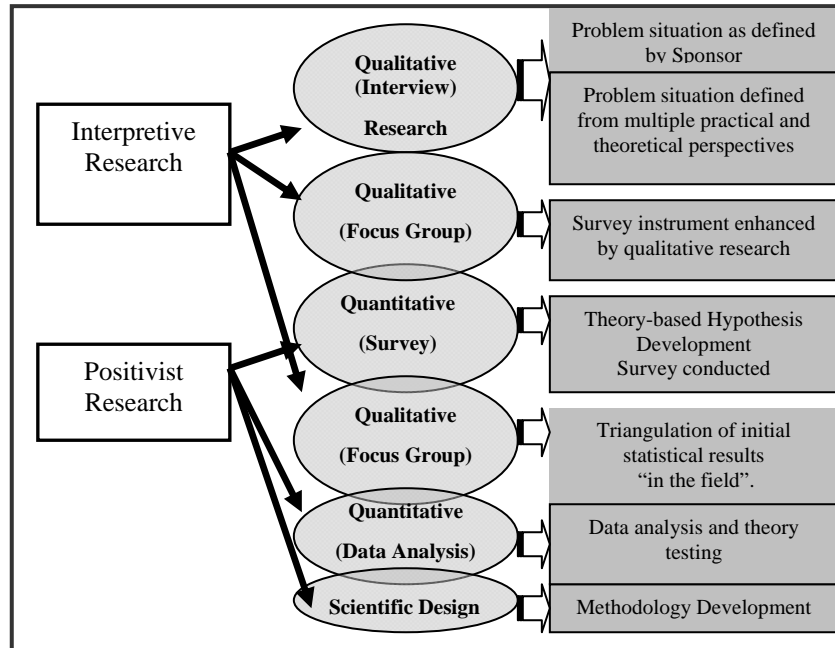 Interpretive
Research
Positivist
Research
Qualitative
(Interview)
Research
Qualitative
(Focus Group)
Quantitative
(Survey)
Qualitative
(Focus Group)
Quantitative
(Data Analysis)
Scientific Design
Problem situation as defined
by Sponsor
Problem situation defined
from multiple practical and
theoretical perspectives
Survey instrument enhanced
by qualitative research
Theory-based Hypothesis
Development
Survey conducted
Triangulation of initial
statistical results
“in the field”.
Data analysis and theory
testing
Methodology Development